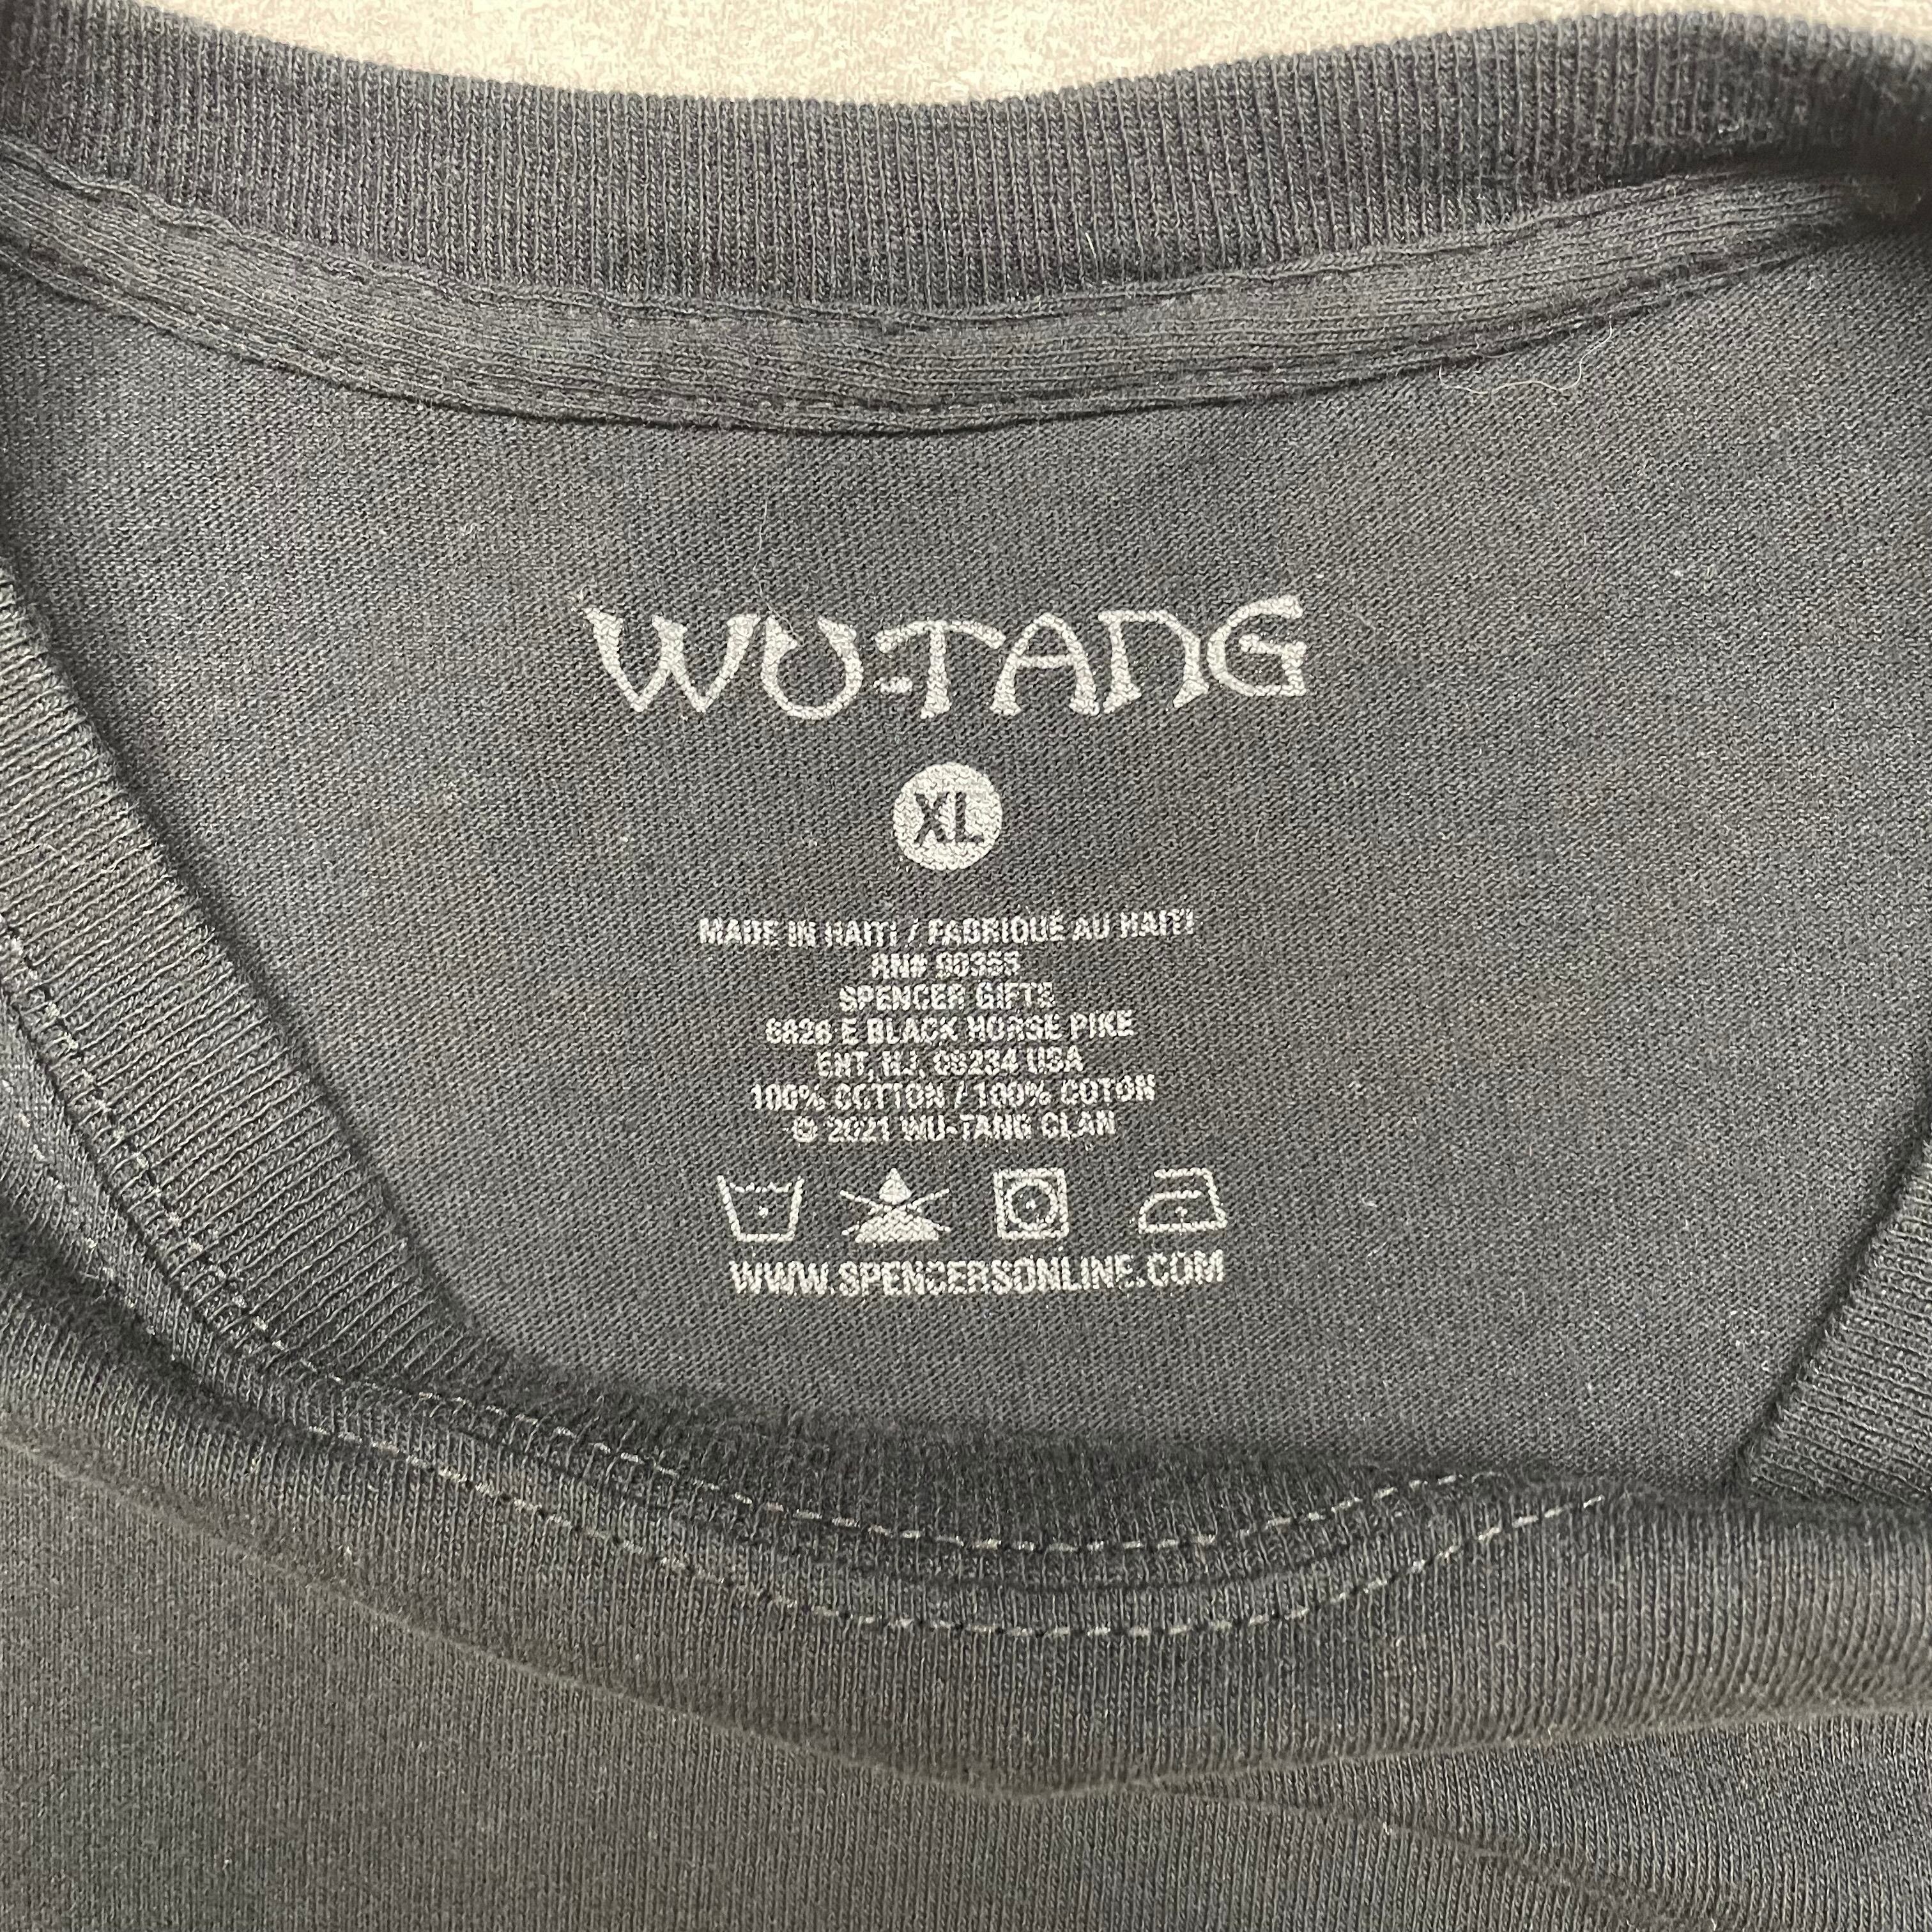 WU-TANG
XL
MADE IN HAITI / FABRIQUÉ AU HAITI
RN# 90355
SPENCER GIFTS
6826 E BLACK HORSE PIKE
EHT, NJ, 08234 USA
100% COTTON / 100% COTON
© 2021 WU-TANG CLAN
WWW.SPENCERSONLINE.COM